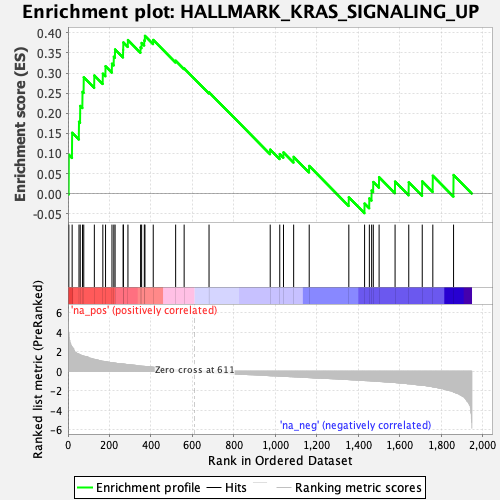 Enrichment plot: HALLMARK_KRAS_SIGNALING_UP
Enrichment score (ES)
0.40
0.35
0.30
0.25
0.20
0.15
0.10
0.05
0.00
-0.05
'na_pos' (positively correlated)
Ranked list metric (PreRanked)
6
4
2
0
-2
-4
-6
Zero cross at 611
'na_neg' (negatively correlated)
0 200 400 600 800 1,000 1,200 1,400 1,600 1,800 2,000
Rank in Ordered Dataset
Enrichment profile Hits Ranking metric scores